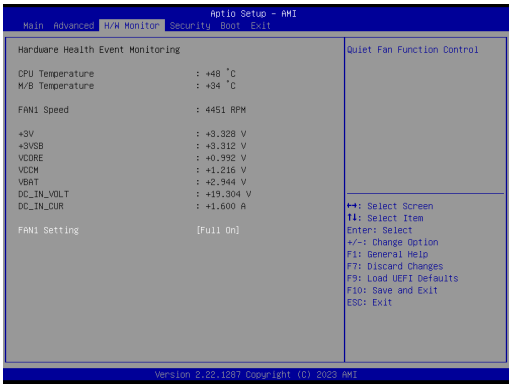 Aptio Setup - AMI
Main Advanced H/W Monitor Security Boot Exit
Hardware Health Event Monitoring
CPU Temperature : +48 °C
M/B Temperature : +34 °C
FAN1 Speed : 4451 RPM
+3V : +3.328 V
+3VSB : +3.312 V
VCORE : +0.992 V
VCCM : +1.216 V
VBAT : +2.944 V
DC_IN_VOLT : +19.304 V
DC_IN_CUR : +1.600 A
FAN1 Setting [Full On]
Quiet Fan Function Control
↔: Select Screen
↑↓: Select Item
Enter: Select
+/-: Change Option
F1: General Help
F7: Discard Changes
F9: Load UEFI Defaults
F10: Save and Exit
ESC: Exit
Version 2.22.1287 Copyright (C) 2023 AMI